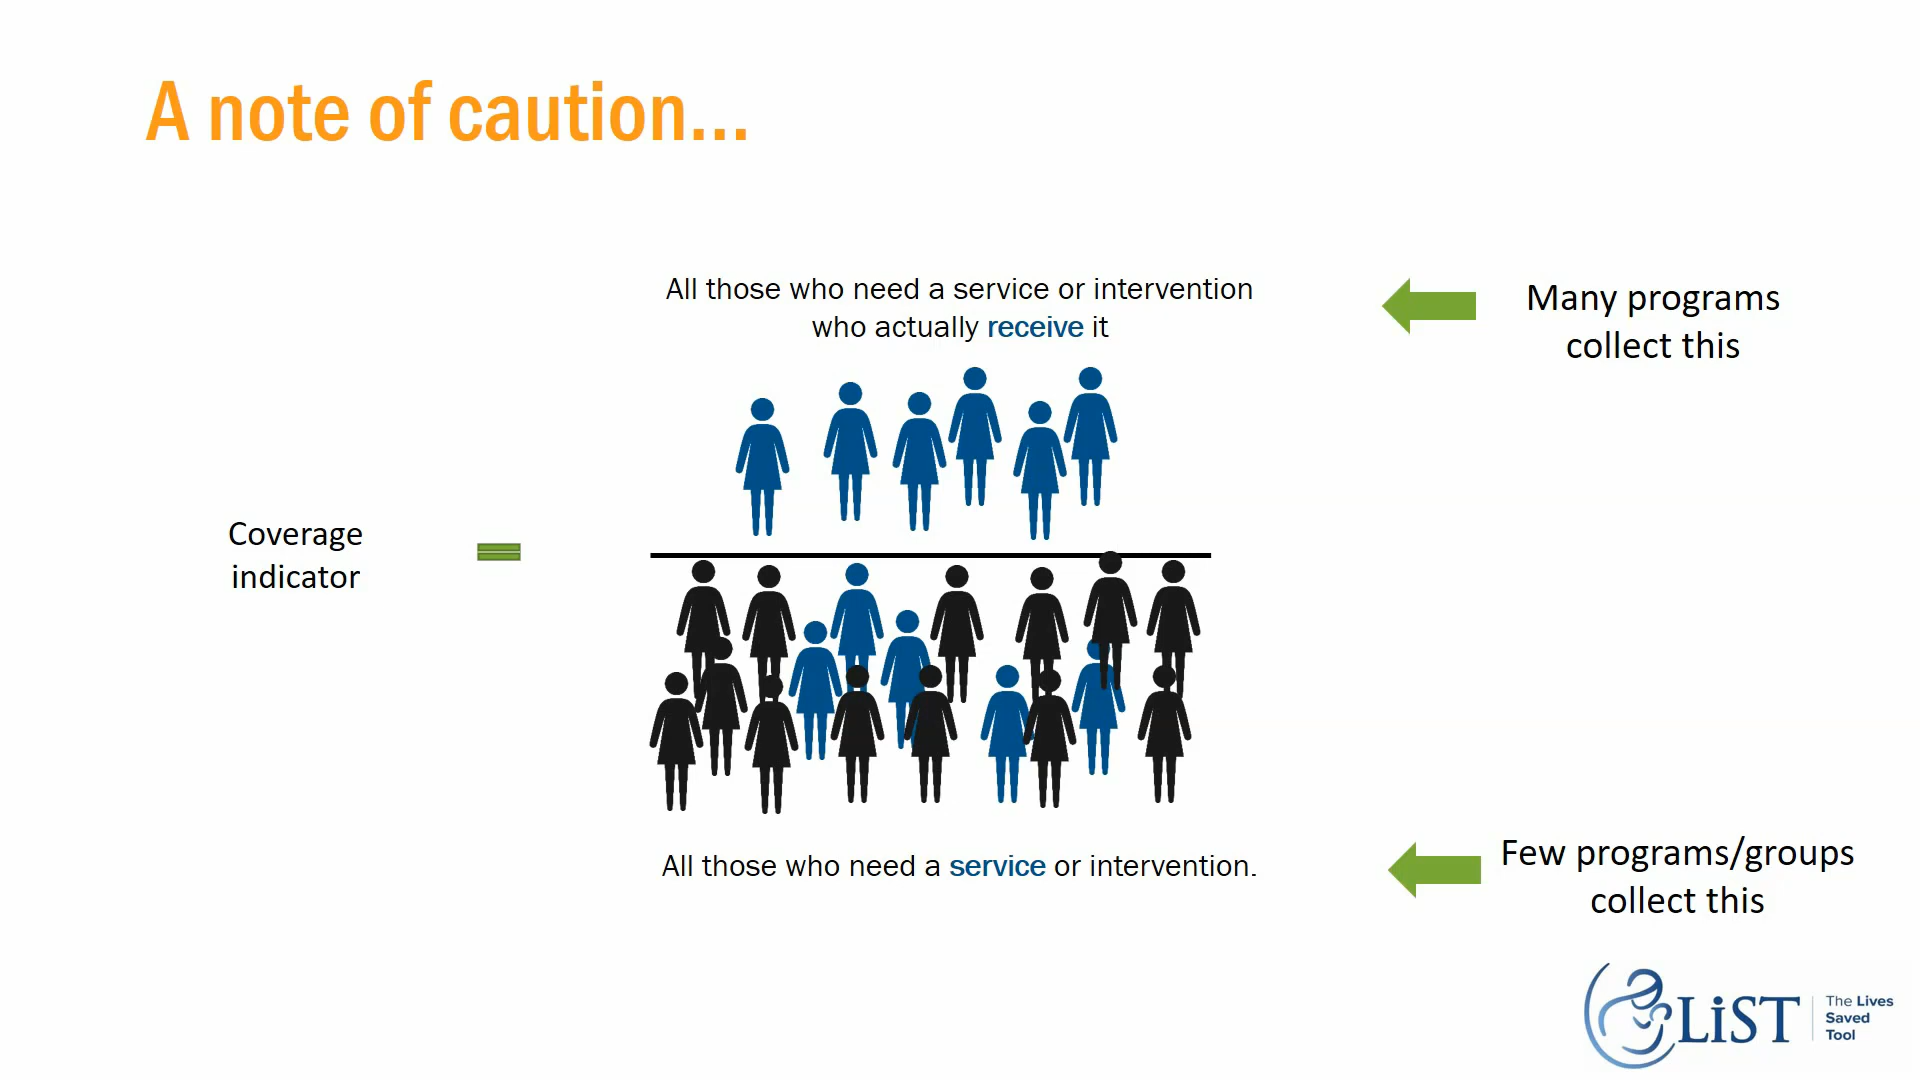 A note of caution...
All those who need a service or intervention
who actually receive it
Many programs
collect this
Coverage
indicator
=
All those who need a service or intervention.
Few programs/groups
collect this
LiST
The Lives
Saved
Tool